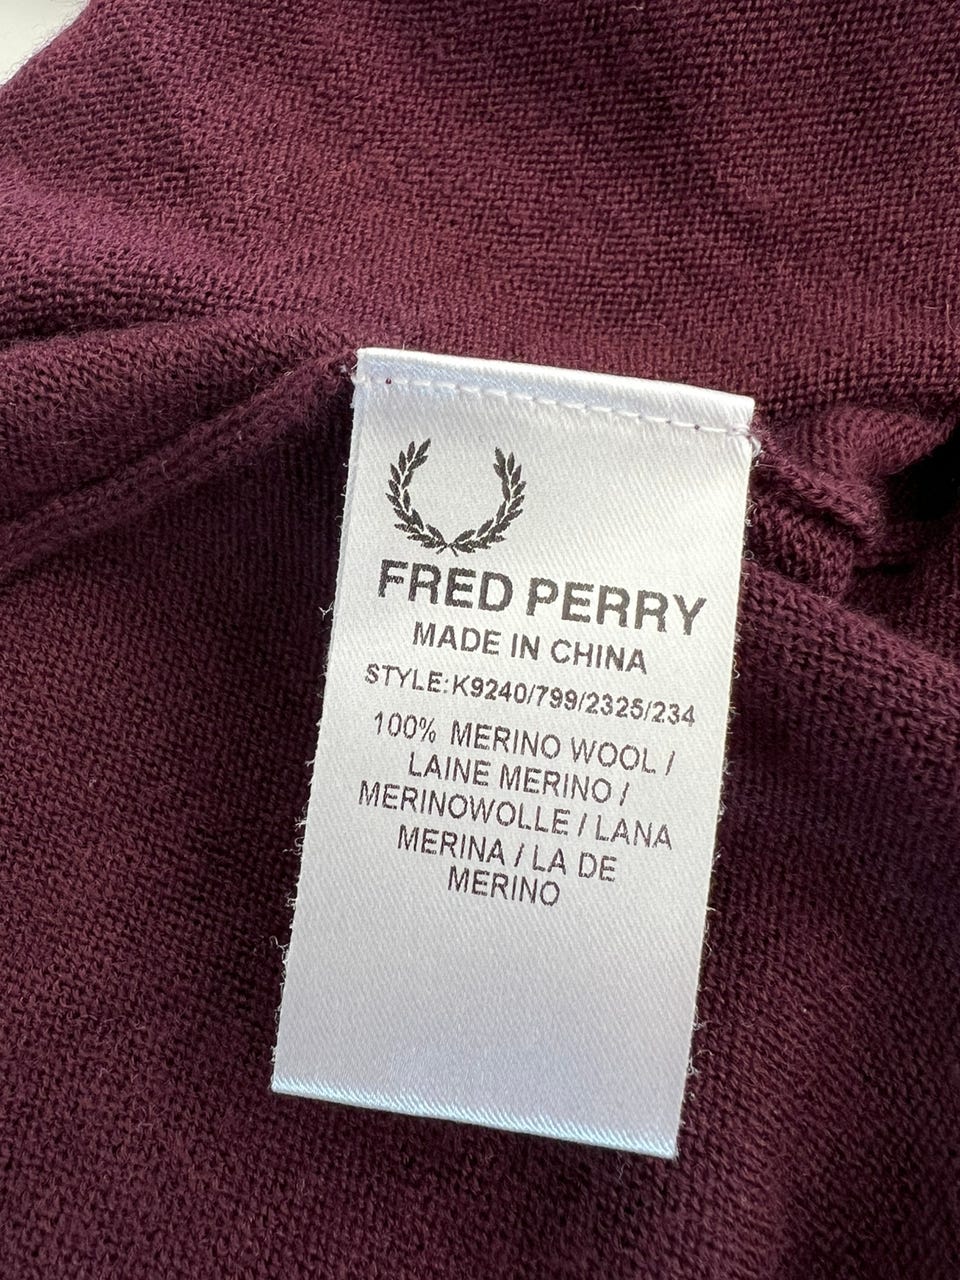 FRED PERRY
MADE IN CHINA
STYLE:K9240/799/2325/234
100% MERINO WOOL /
LAINE MERINO /
MERINOWOLLE / LANA
MERINA / LA DE
MERINO